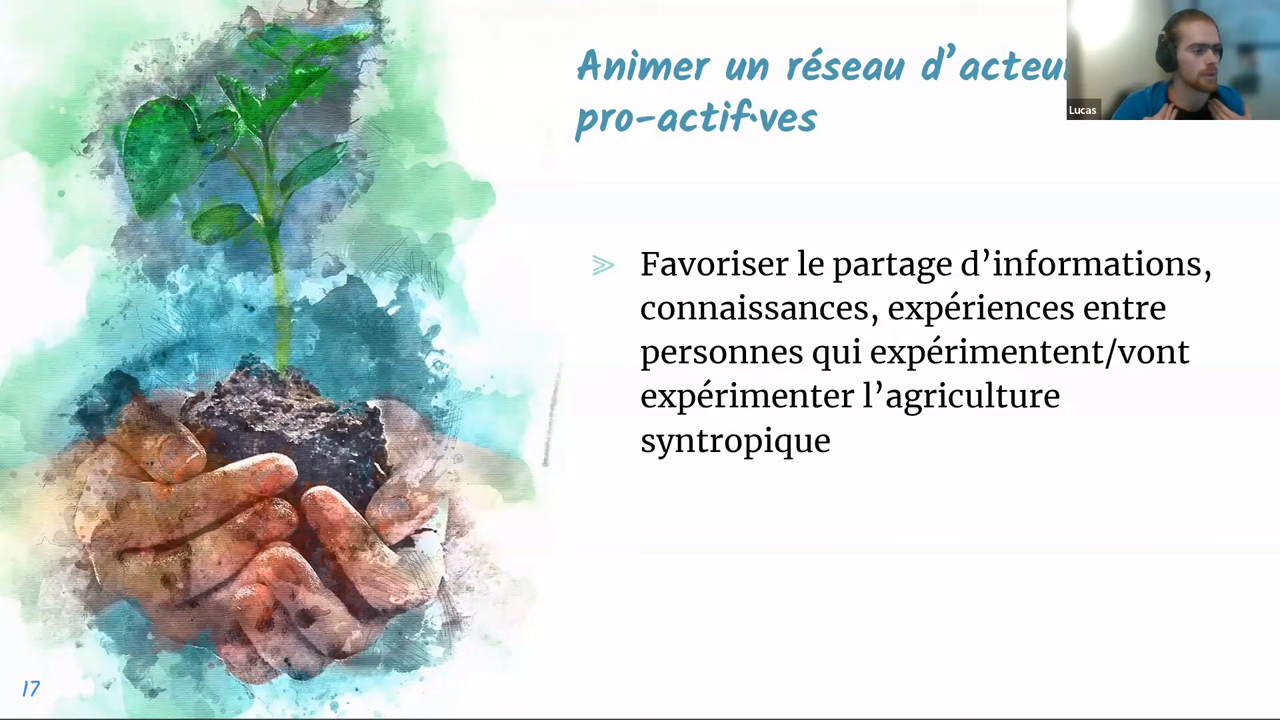 Animer un réseau d’acteu
pro-actif·ves
Lucas
Favoriser le partage d’informations,
connaissances, expériences entre
personnes qui expérimentent/vont
expérimenter l’agriculture
syntropique
17